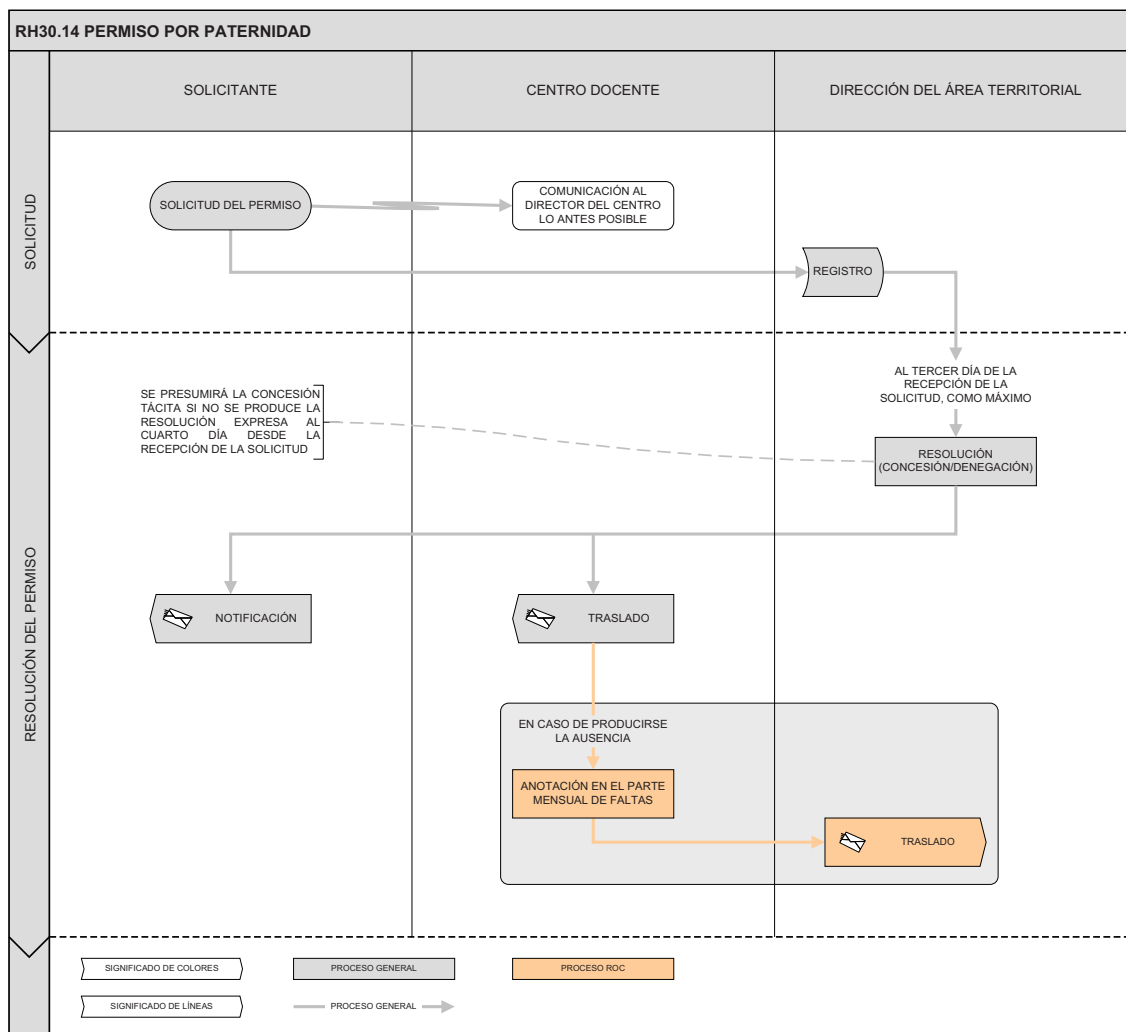 RH30.14 PERMISO POR PATERNIDAD
SOLICITANTE
CENTRO DOCENTE
DIRECCIÓN DEL ÁREA TERRITORIAL
SOLICITUD
SOLICITUD DEL PERMISO
COMUNICACIÓN AL
DIRECTOR DEL CENTRO
LO ANTES POSIBLE
REGISTRO
RESOLUCIÓN DEL PERMISO
SE PRESUMIRÁ LA CONCESIÓN
TÁCITA SI NO SE PRODUCE LA
RESOLUCIÓN EXPRESA AL
CUARTO DÍA DESDE LA
RECEPCIÓN DE LA SOLICITUD
AL TERCER DÍA DE LA
RECEPCIÓN DE LA
SOLICITUD, COMO MÁXIMO
RESOLUCIÓN
(CONCESIÓN/DENEGACIÓN)
NOTIFICACIÓN
TRASLADO
EN CASO DE PRODUCIRSE
LA AUSENCIA
ANOTACIÓN EN EL PARTE
MENSUAL DE FALTAS
TRASLADO
SIGNIFICADO DE COLORES
PROCESO GENERAL
PROCESO ROC
SIGNIFICADO DE LÍNEAS
PROCESO GENERAL